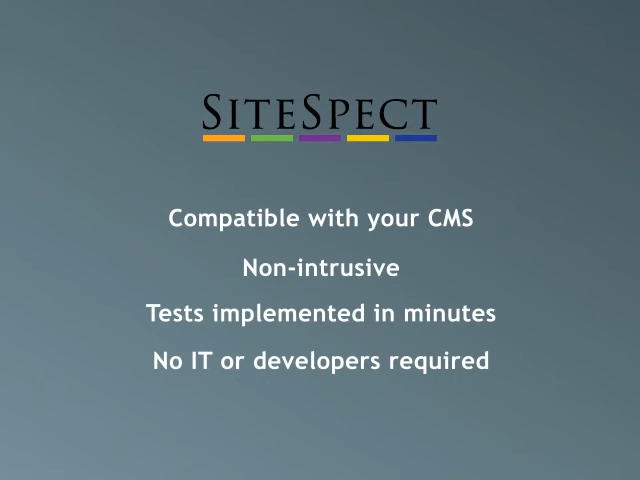 SITESPECT
Compatible with your CMS
Non-intrusive
Tests implemented in minutes
No IT or developers required